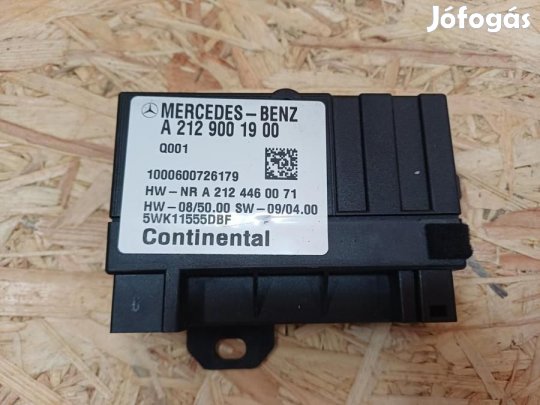 Jófogás
MERCEDES-BENZ
A 212 900 19 00
Q001
1000600726179
HW-NR A 212 446 00 71
HW-08/50.00 SW-09/04.00
5WK11555DBF
Continental